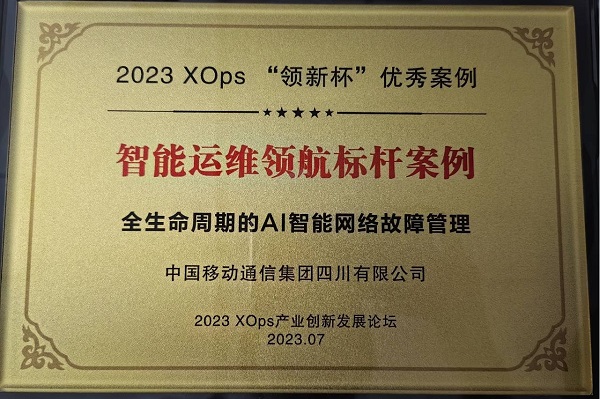 2023 XOps “领新杯”优秀案例
智能运维领航标杆案例
全生命周期的AI智能网络故障管理
中国移动通信集团四川有限公司
2023 XOps产业创新发展论坛
2023.07